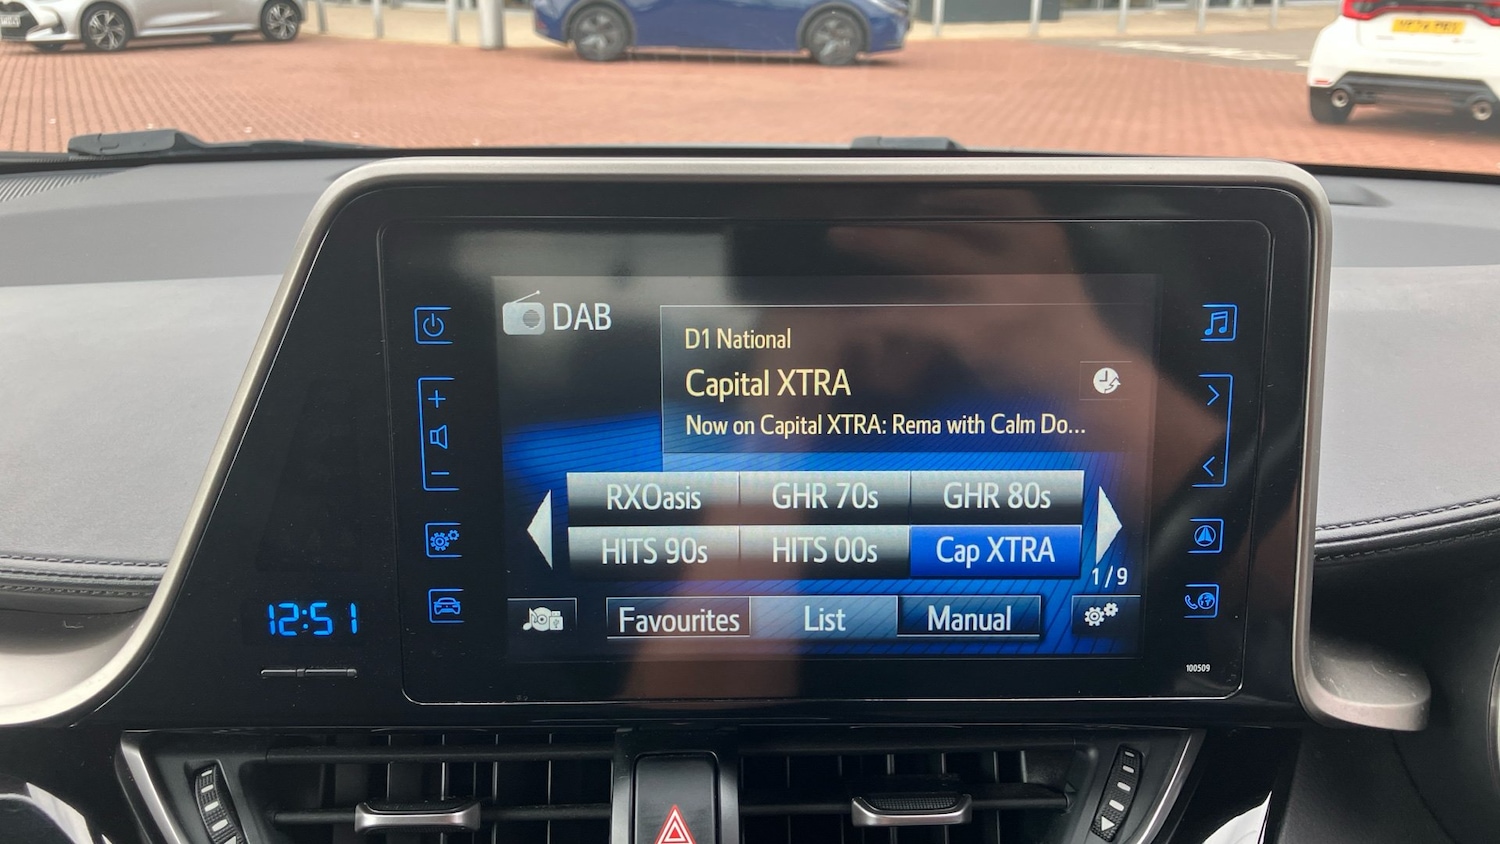 DAB
D1 National
Capital XTRA
Now on Capital XTRA: Rema with Calm Do...
RXOasis GHR 70s GHR 80s
HITS 90s HITS 00s Cap XTRA
1/9
Favourites List Manual
12:51
100509